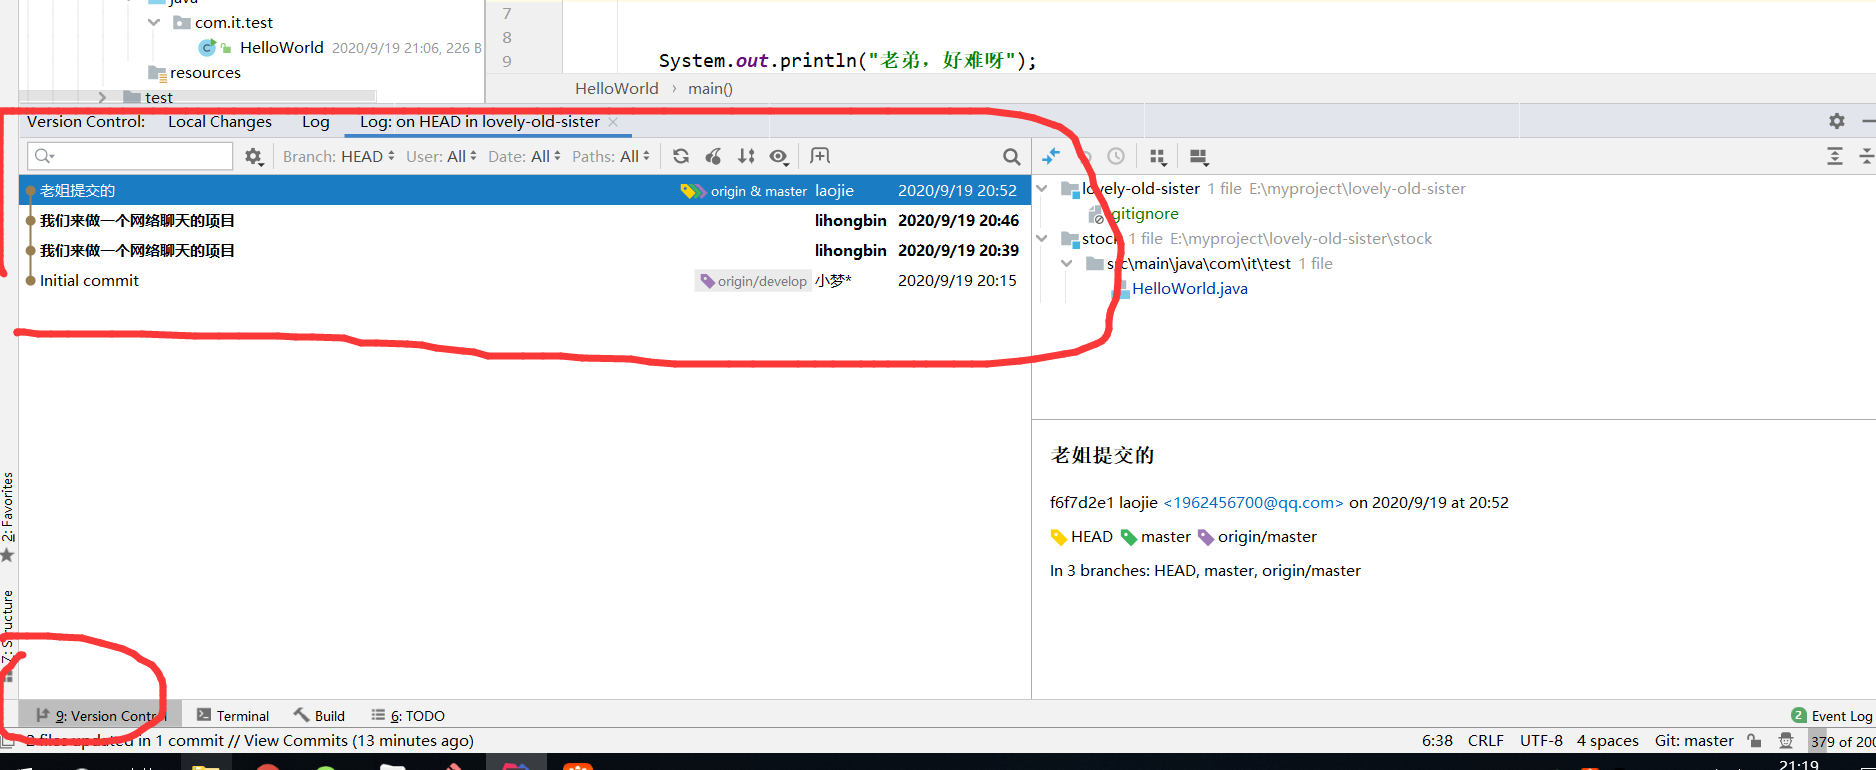 java
com.it.test
HelloWorld 2020/9/19 21:06, 226 B
resources
test
7
8
9
System.out.println("老弟，好难呀");
HelloWorld › main()
Version Control: Local Changes Log Log: on HEAD in lovely-old-sister
Branch: HEAD User: All Date: All Paths: All
老姐提交的 origin & master laojie 2020/9/19 20:52
我们来做一个网络聊天的项目 lihongbin 2020/9/19 20:46
我们来做一个网络聊天的项目 lihongbin 2020/9/19 20:39
Initial commit origin/develop 小梦* 2020/9/19 20:15
lovely-old-sister 1 file E:\myproject\lovely-old-sister
.gitignore
stock 1 file E:\myproject\lovely-old-sister\stock
src\main\java\com\it\test 1 file
HelloWorld.java
老姐提交的
f6f7d2e1 laojie <1962456700@qq.com> on 2020/9/19 at 20:52
HEAD master origin/master
In 3 branches: HEAD, master, origin/master
2: Favorites
7: Structure
9: Version Control Terminal Build 6: TODO
2 Event Log
2 files updated in 1 commit // View Commits (13 minutes ago)
6:38 CRLF UTF-8 4 spaces Git: master 379 of 200
21:19